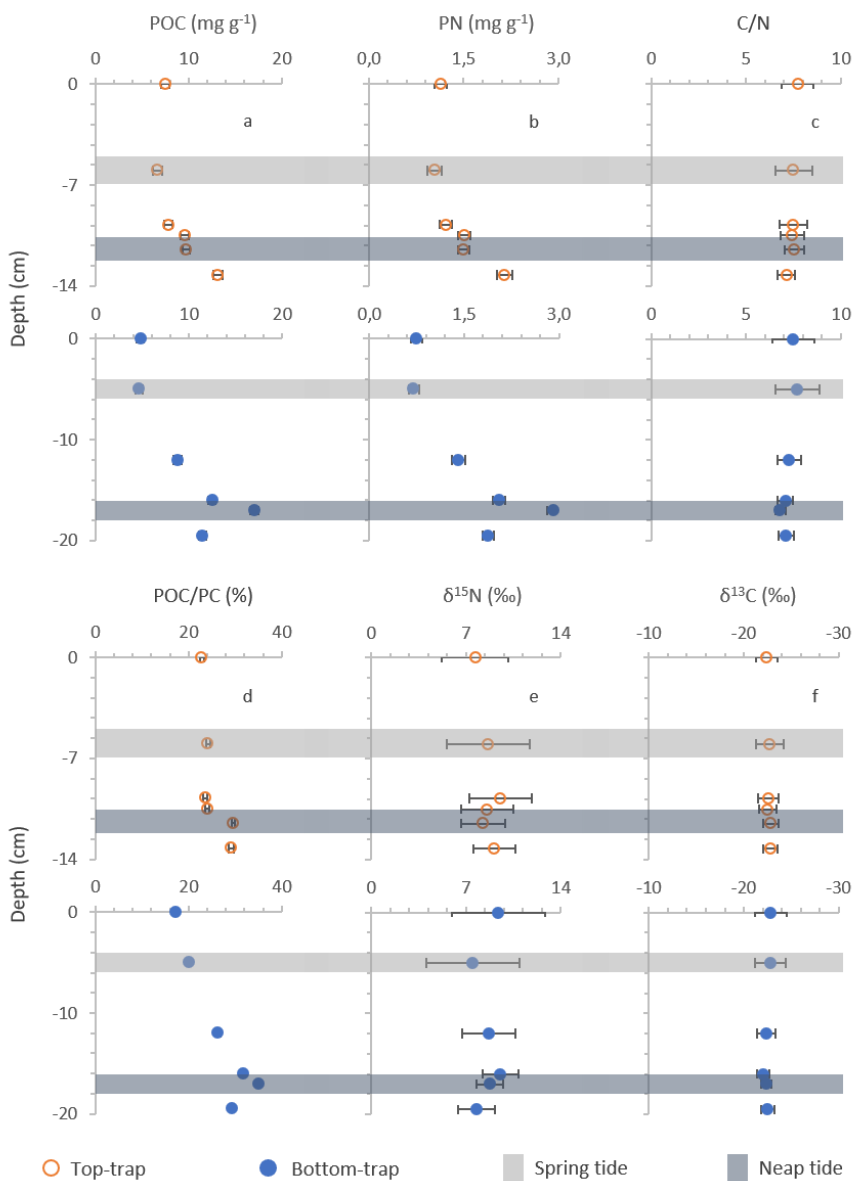 POC (mg g⁻¹) PN (mg g⁻¹) C/N
0 10 20 0,0 1,5 3,0 0 5 10
0
a b c
-7
-14
0 10 20 0,0 1,5 3,0 0 5 10
0
-10
-20
Depth (cm)
POC/PC (%) δ¹⁵N (‰) δ¹³C (‰)
0 20 40 0 7 14 -10 -22 -30
0
d e f
-7
-14
0 20 40 0 7 14 -10 -22 -30
0
-10
-20
Depth (cm)
Top-trap Bottom-trap Spring tide Neap tide